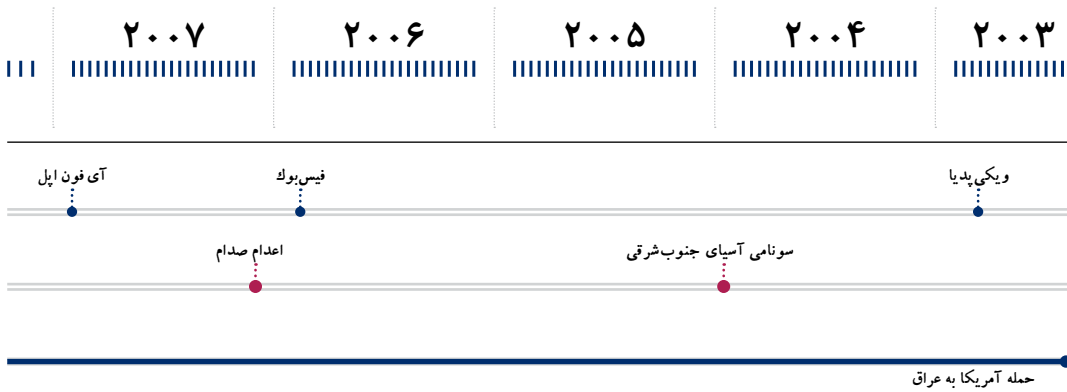 ۲۰۰۳ ۲۰۰۴ ۲۰۰۵ ۲۰۰۶ ۲۰۰۷
ویکی‌پدیا فیس‌بوك آی فون اپل
سونامی آسیای جنوب‌شرقی اعدام صدام
حمله آمریکا به عراق